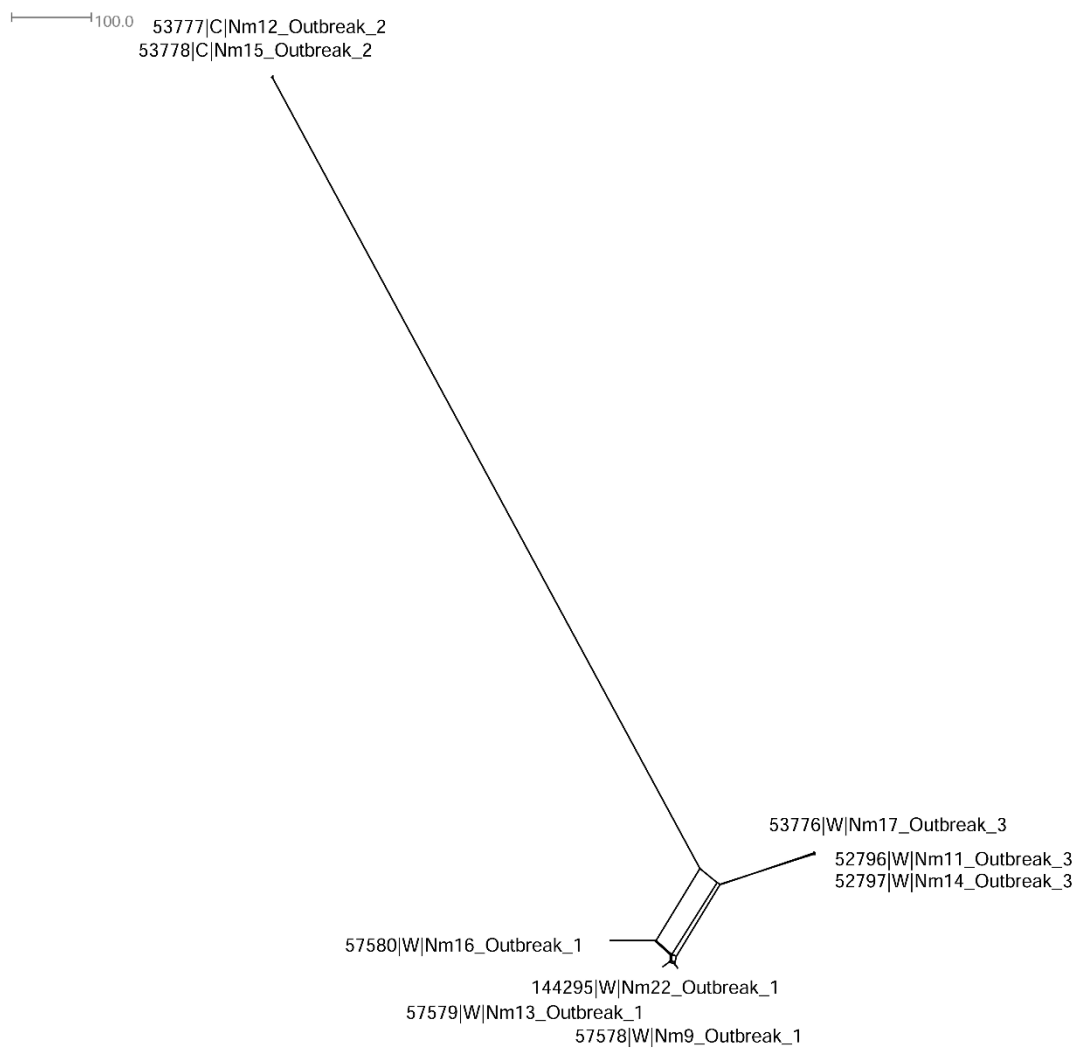 100.0
53777|C|Nm12_Outbreak_2
53778|C|Nm15_Outbreak_2
53776|W|Nm17_Outbreak_3
52796|W|Nm11_Outbreak_3
52797|W|Nm14_Outbreak_3
57580|W|Nm16_Outbreak_1
144295|W|Nm22_Outbreak_1
57579|W|Nm13_Outbreak_1
57578|W|Nm9_Outbreak_1